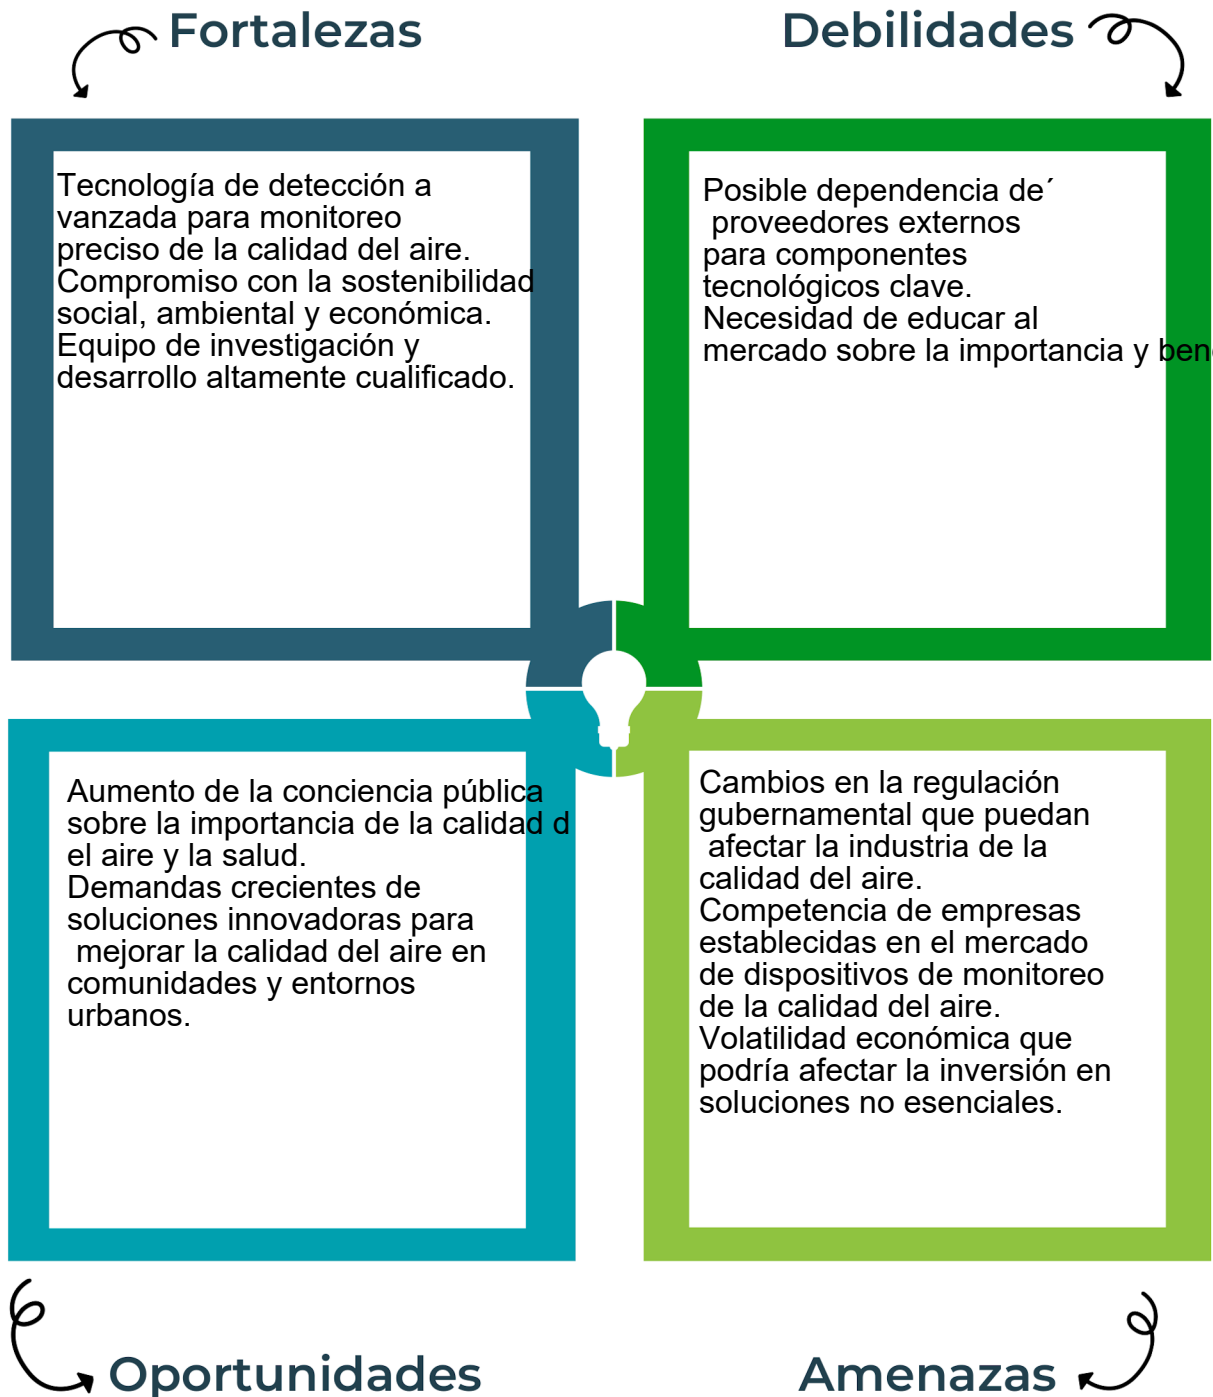 Fortalezas
Tecnología de detección a
vanzada para monitoreo
preciso de la calidad del aire.
Compromiso con la sostenibilidad
social, ambiental y económica.
Equipo de investigación y
desarrollo altamente cualificado.
Debilidades
Posible dependencia de´
proveedores externos
para componentes
tecnológicos clave.
Necesidad de educar al
mercado sobre la importancia y
Aumento de la conciencia pública
sobre la importancia de la calidad d
el aire y la salud.
Demandas crecientes de
soluciones innovadoras para
mejorar la calidad del aire en
comunidades y entornos
urbanos.
Oportunidades
Cambios en la regulación
gubernamental que puedan
afectar la industria de la
calidad del aire.
Competencia de empresas
establecidas en el mercado
de dispositivos de monitoreo
de la calidad del aire.
Volatilidad económica que
podría afectar la inversión en
soluciones no esenciales.
Amenazas